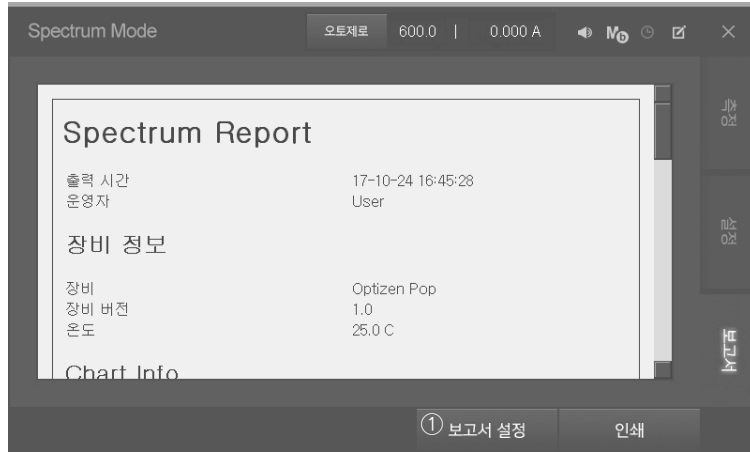 Spectrum Mode
오토제로 600.0 | 0.000 A
측정
설정
보고서
Spectrum Report
출력 시간 17-10-24 16:45:28
운영자 User
장비 정보
장비 Optizen Pop
장비 버전 1.0
온도 25.0 C
Chart Info
① 보고서 설정 인쇄